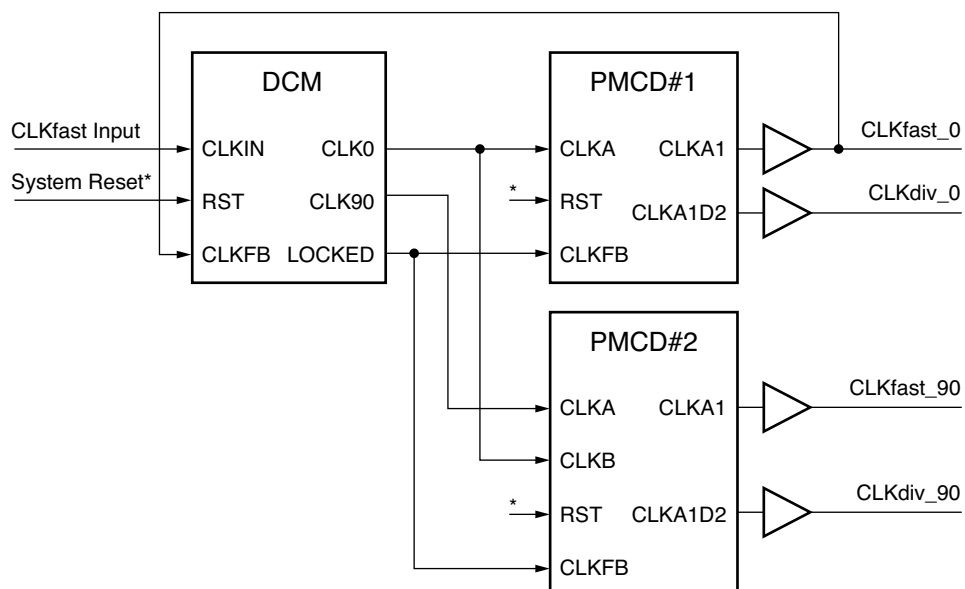 DCM
CLKfast Input
CLKIN
CLK0
System Reset*
RST
CLK90
CLKFB
LOCKED
PMCD#1
CLKA
CLKA1
*
RST
CLKA1D2
CLKFB
CLKfast_0
CLKdiv_0
PMCD#2
CLKA
CLKA1
CLKB
*
RST
CLKA1D2
CLKFB
CLKfast_90
CLKdiv_90